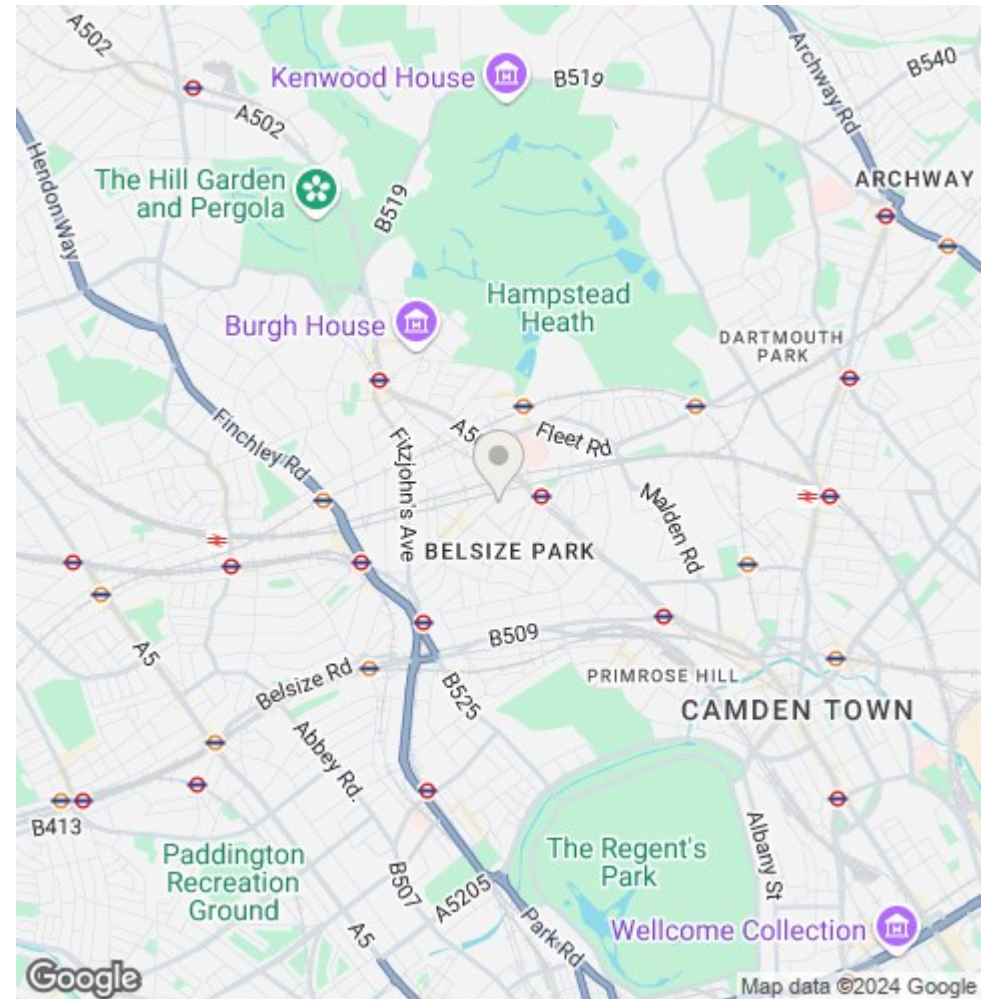 A502
Kenwood House
B519
Archway Rd
B540
A502
Hendon Way
The Hill Garden
and Pergola
B519
ARCHWAY
Hampstead
Heath
Burgh House
DARTMOUTH
PARK
Finchley Rd
Fitzjohn's Ave
A5
Fleet Rd
Malden Rd
BELSIZE PARK
B509
A5
Belsize Rd
B525
PRIMROSE HILL
CAMDEN TOWN
Abbey Rd.
B413
Paddington
Recreation
Ground
B507
A5205
The Regent's
Park
Albany St
A5
Park Rd
Wellcome Collection
Google
Map data ©2024 Google